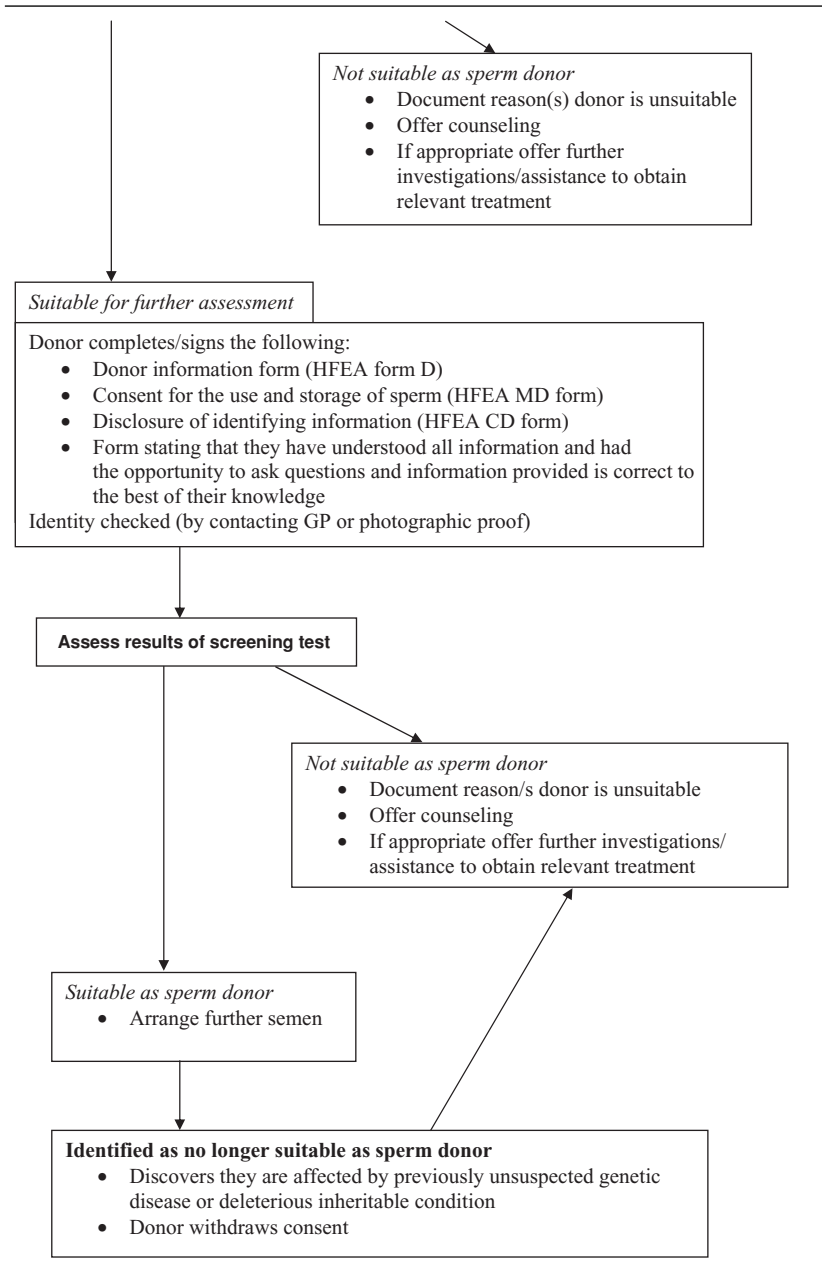 Not suitable as sperm donor
• Document reason(s) donor is unsuitable
• Offer counseling
• If appropriate offer further
investigations/assistance to obtain
relevant treatment
Suitable for further assessment
Donor completes/signs the following:
• Donor information form (HFEA form D)
• Consent for the use and storage of sperm (HFEA MD form)
• Disclosure of identifying information (HFEA CD form)
• Form stating that they have understood all information and had
the opportunity to ask questions and information provided is correct to
the best of their knowledge
Identity checked (by contacting GP or photographic proof)
Assess results of screening test
Not suitable as sperm donor
• Document reason/s donor is unsuitable
• Offer counseling
• If appropriate offer further investigations/
assistance to obtain relevant treatment
Suitable as sperm donor
• Arrange further semen
Identified as no longer suitable as sperm donor
• Discovers they are affected by previously unsuspected genetic
disease or deleterious inheritable condition
• Donor withdraws consent